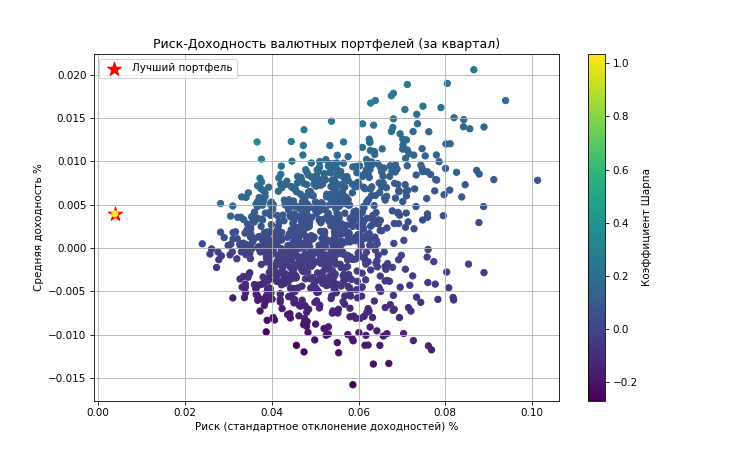 Риск-Доходность валютных портфелей (за квартал)
Лучший портфель
Средняя доходность %
0.020
0.015
0.010
0.005
0.000
−0.005
−0.010
−0.015
0.00 0.02 0.04 0.06 0.08 0.10
Риск (стандартное отклонение доходностей) %
1.0
0.8
0.6
0.4
0.2
0.0
−0.2
Коэффициент Шарпа